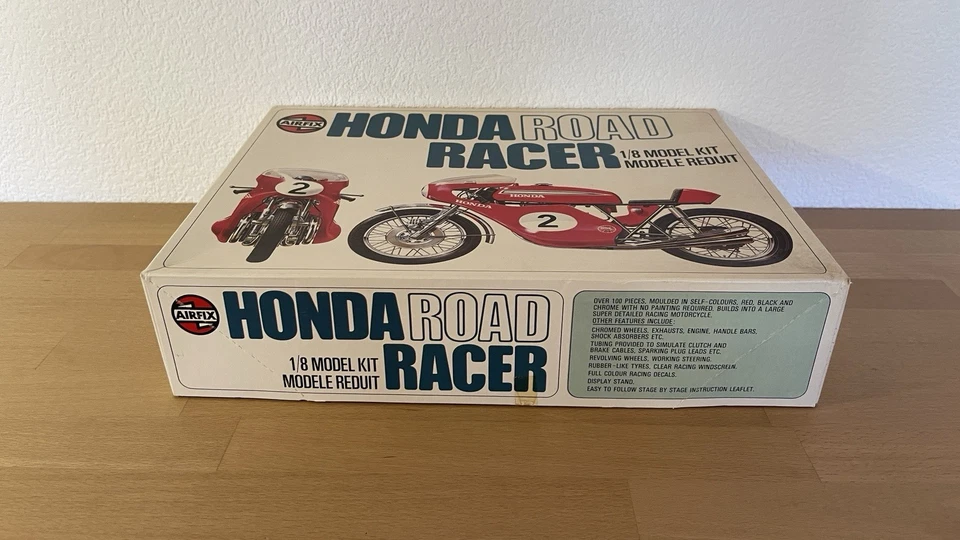 AIRFIX
HONDA ROAD
RACER
1/8 MODEL KIT
MODELE REDUIT
2
HONDA
HONDA
2
AIRFIX
HONDA ROAD
RACER
1/8 MODEL KIT
MODELE REDUIT
OVER 100 PIECES, MOULDED IN SELF-COLOURS, RED, BLACK AND
CHROME WITH NO PAINTING REQUIRED. BUILDS INTO A LARGE
SUPER DETAILED RACING MOTORCYCLE.
OTHER FEATURES INCLUDE:
CHROMED WHEELS, EXHAUSTS, ENGINE, HANDLE BARS,
SHOCK ABSORBERS ETC.
TUBING PROVIDED TO SIMULATE CLUTCH AND
BRAKE CABLES, SPARKING PLUG LEADS ETC.
REVOLVING WHEELS, WORKING STEERING.
RUBBER-LIKE TYRES. CLEAR RACING WINDSCREEN.
FULL COLOUR RACING DECALS.
DISPLAY STAND.
EASY TO FOLLOW STAGE BY STAGE INSTRUCTION LEAFLET.